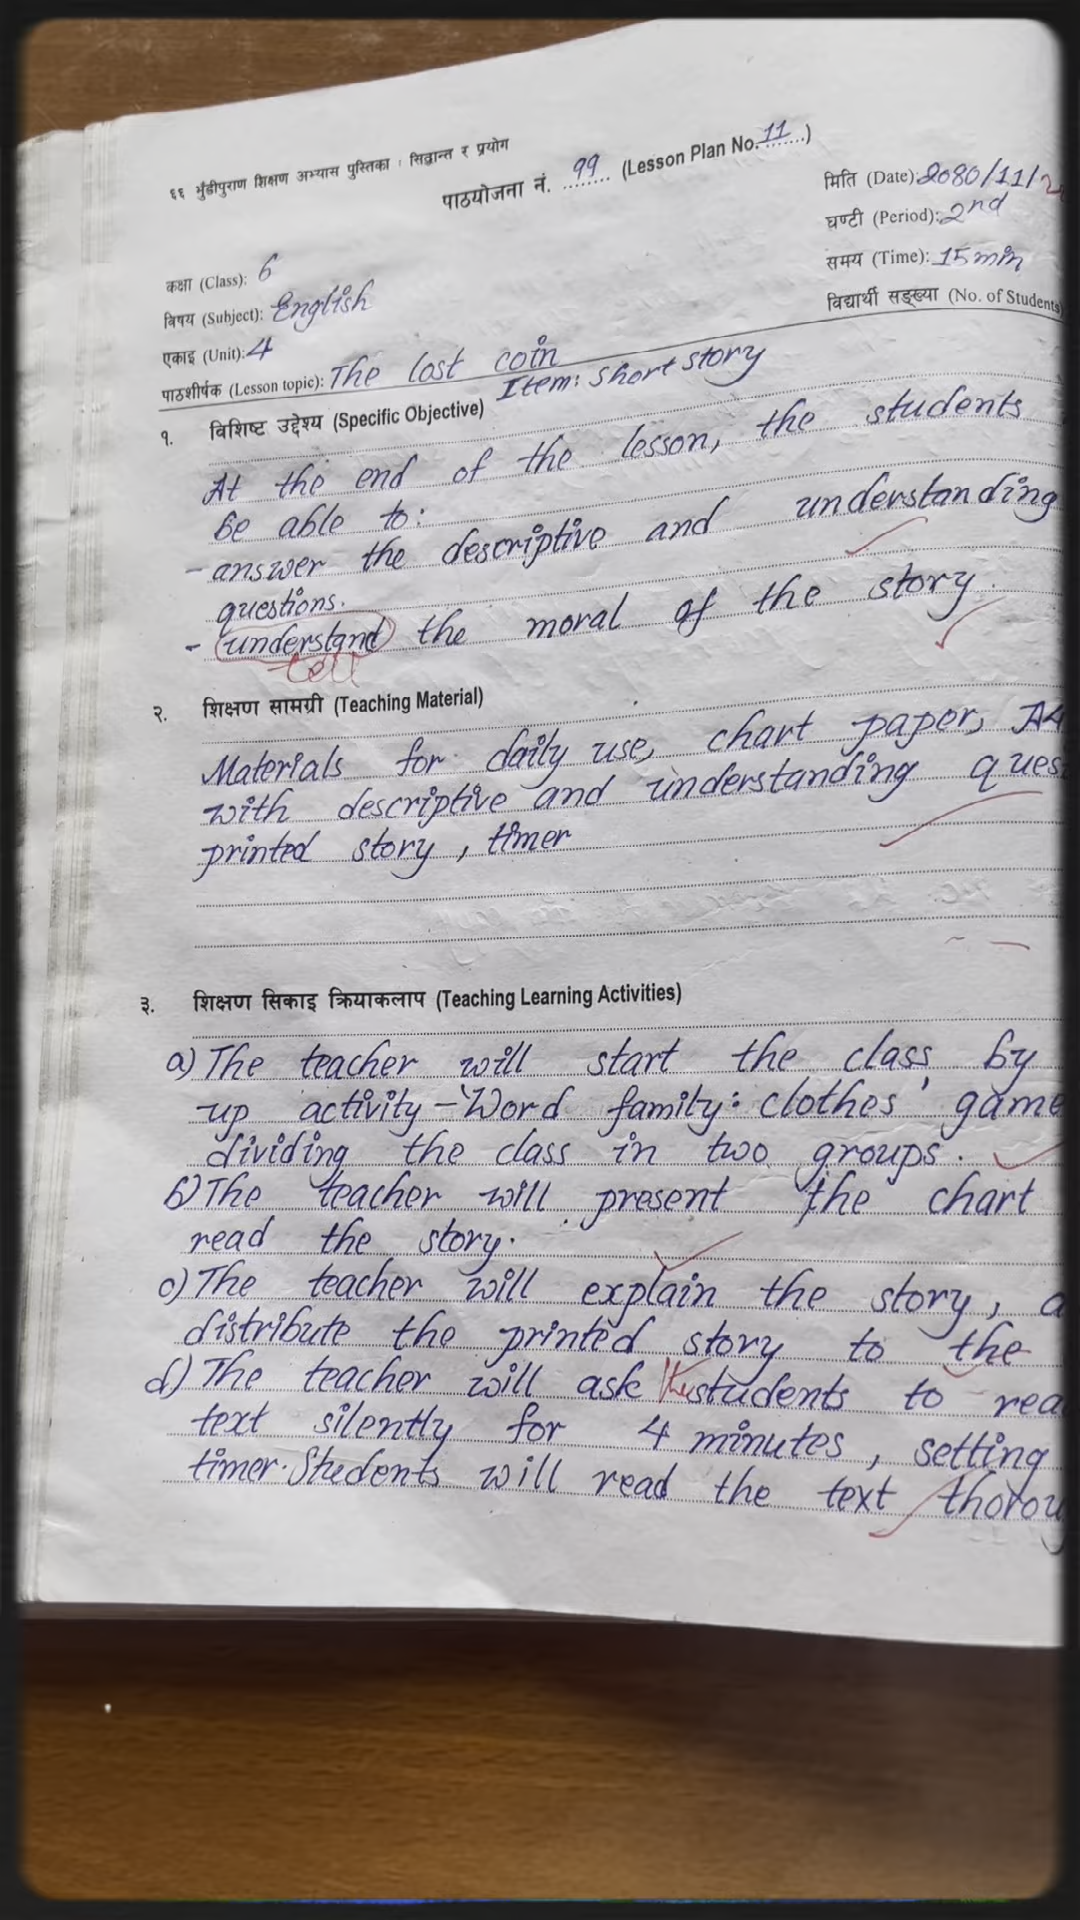 ६६ भुँडीपुराण शिक्षण अभ्यास पुस्तिका : सिद्धान्त र प्रयोग
पाठयोजना नं. ११ (Lesson Plan No. 11)
मिति (Date): 2080/11/2
घण्टी (Period): 2nd
समय (Time): 15 min
विद्यार्थी सङ्ख्या (No. of Students
कक्षा (Class): 6
विषय (Subject): English
एकाइ (Unit): 4
पाठशीर्षक (Lesson topic): The lost coin
Item: Short story
१. विशिष्ट उद्देश्य (Specific Objective)
At the end of the lesson, the students
be able to:
- answer the descriptive and understanding
questions.
- understand the moral of the story.
tell
२. शिक्षण सामग्री (Teaching Material)
Materials for daily use, chart paper, A4
with descriptive and understanding ques
printed story, timer
३. शिक्षण सिकाइ क्रियाकलाप (Teaching Learning Activities)
a) The teacher will start the class by
up activity - 'Word family: clothes' game
dividing the class in two groups.
b) The teacher will present the chart
read the story.
c) The teacher will explain the story, a
distribute the printed story to the
d) The teacher will ask the students to rea
text silently for 4 minutes, setting
timer. Students will read the text thorou